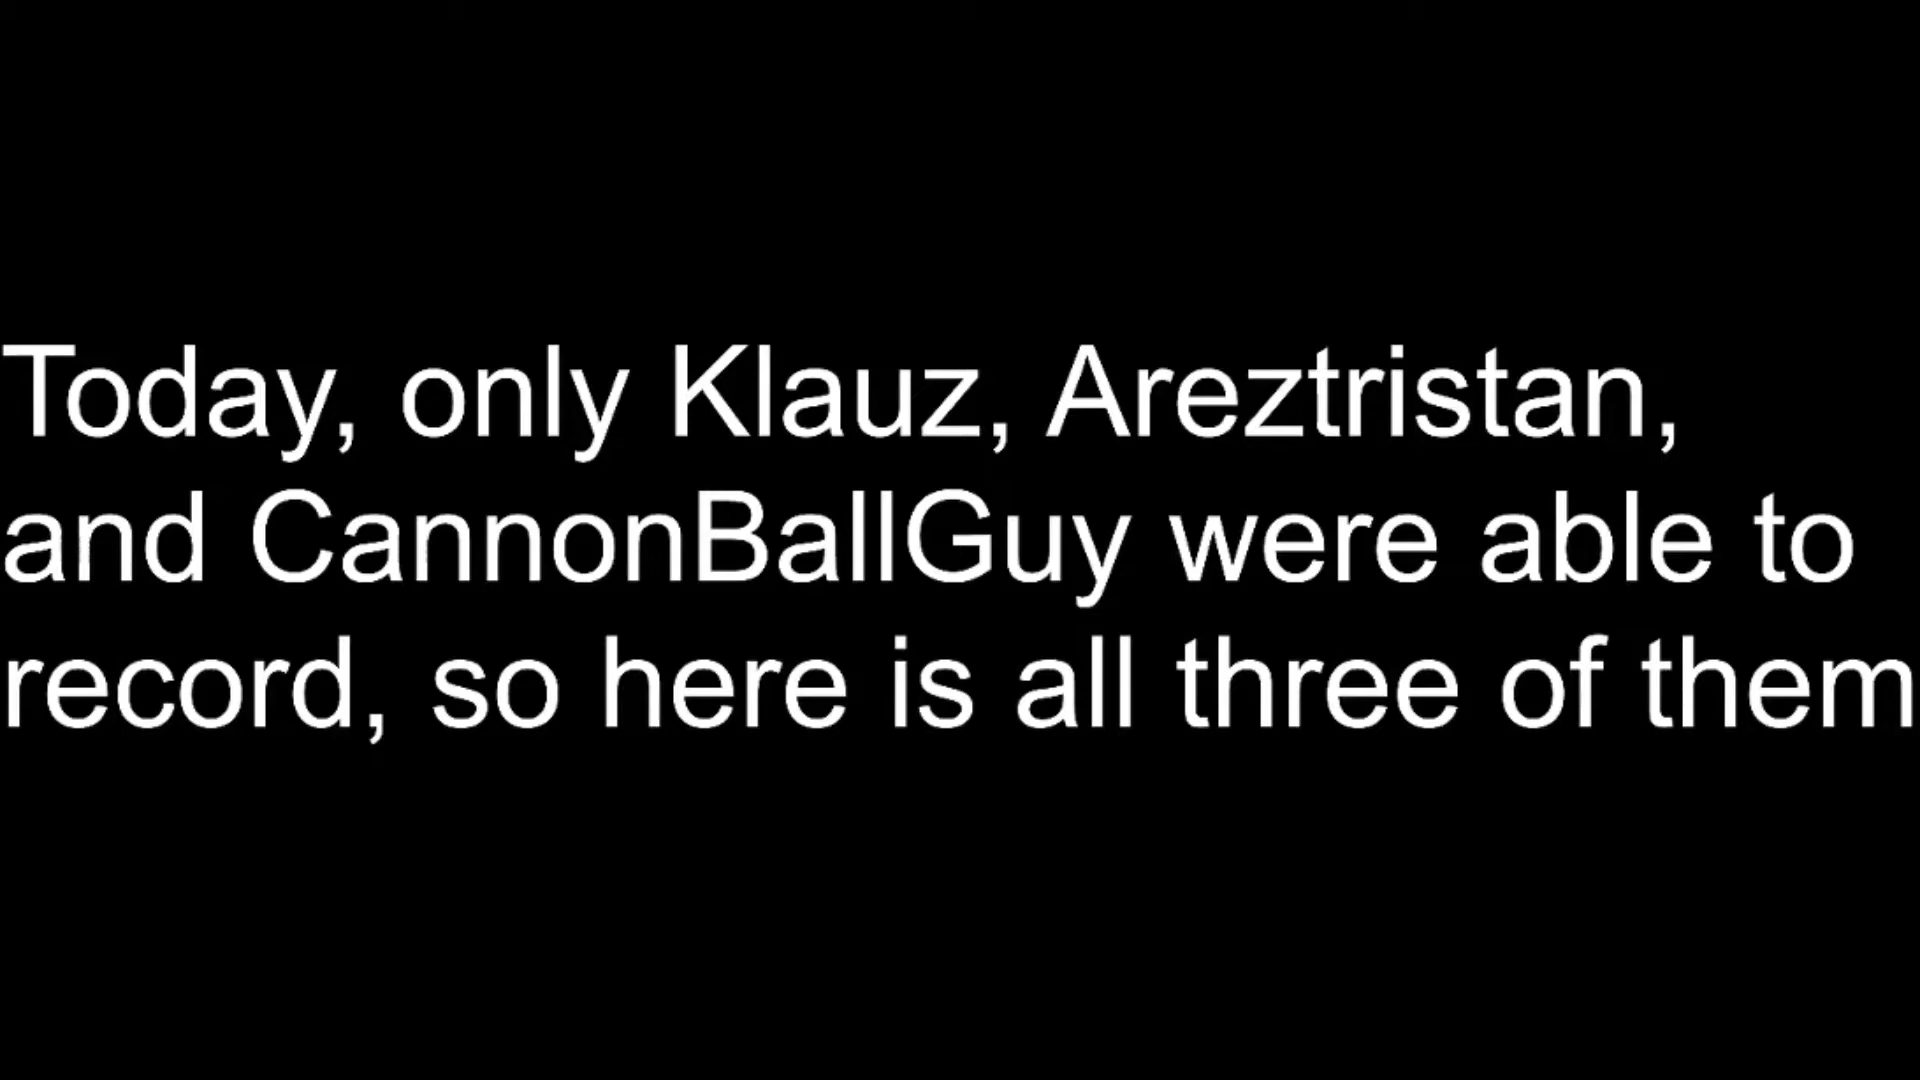 Today, only Klauz, Areztristan,
and CannonBallGuy were able to
record, so here is all three of them